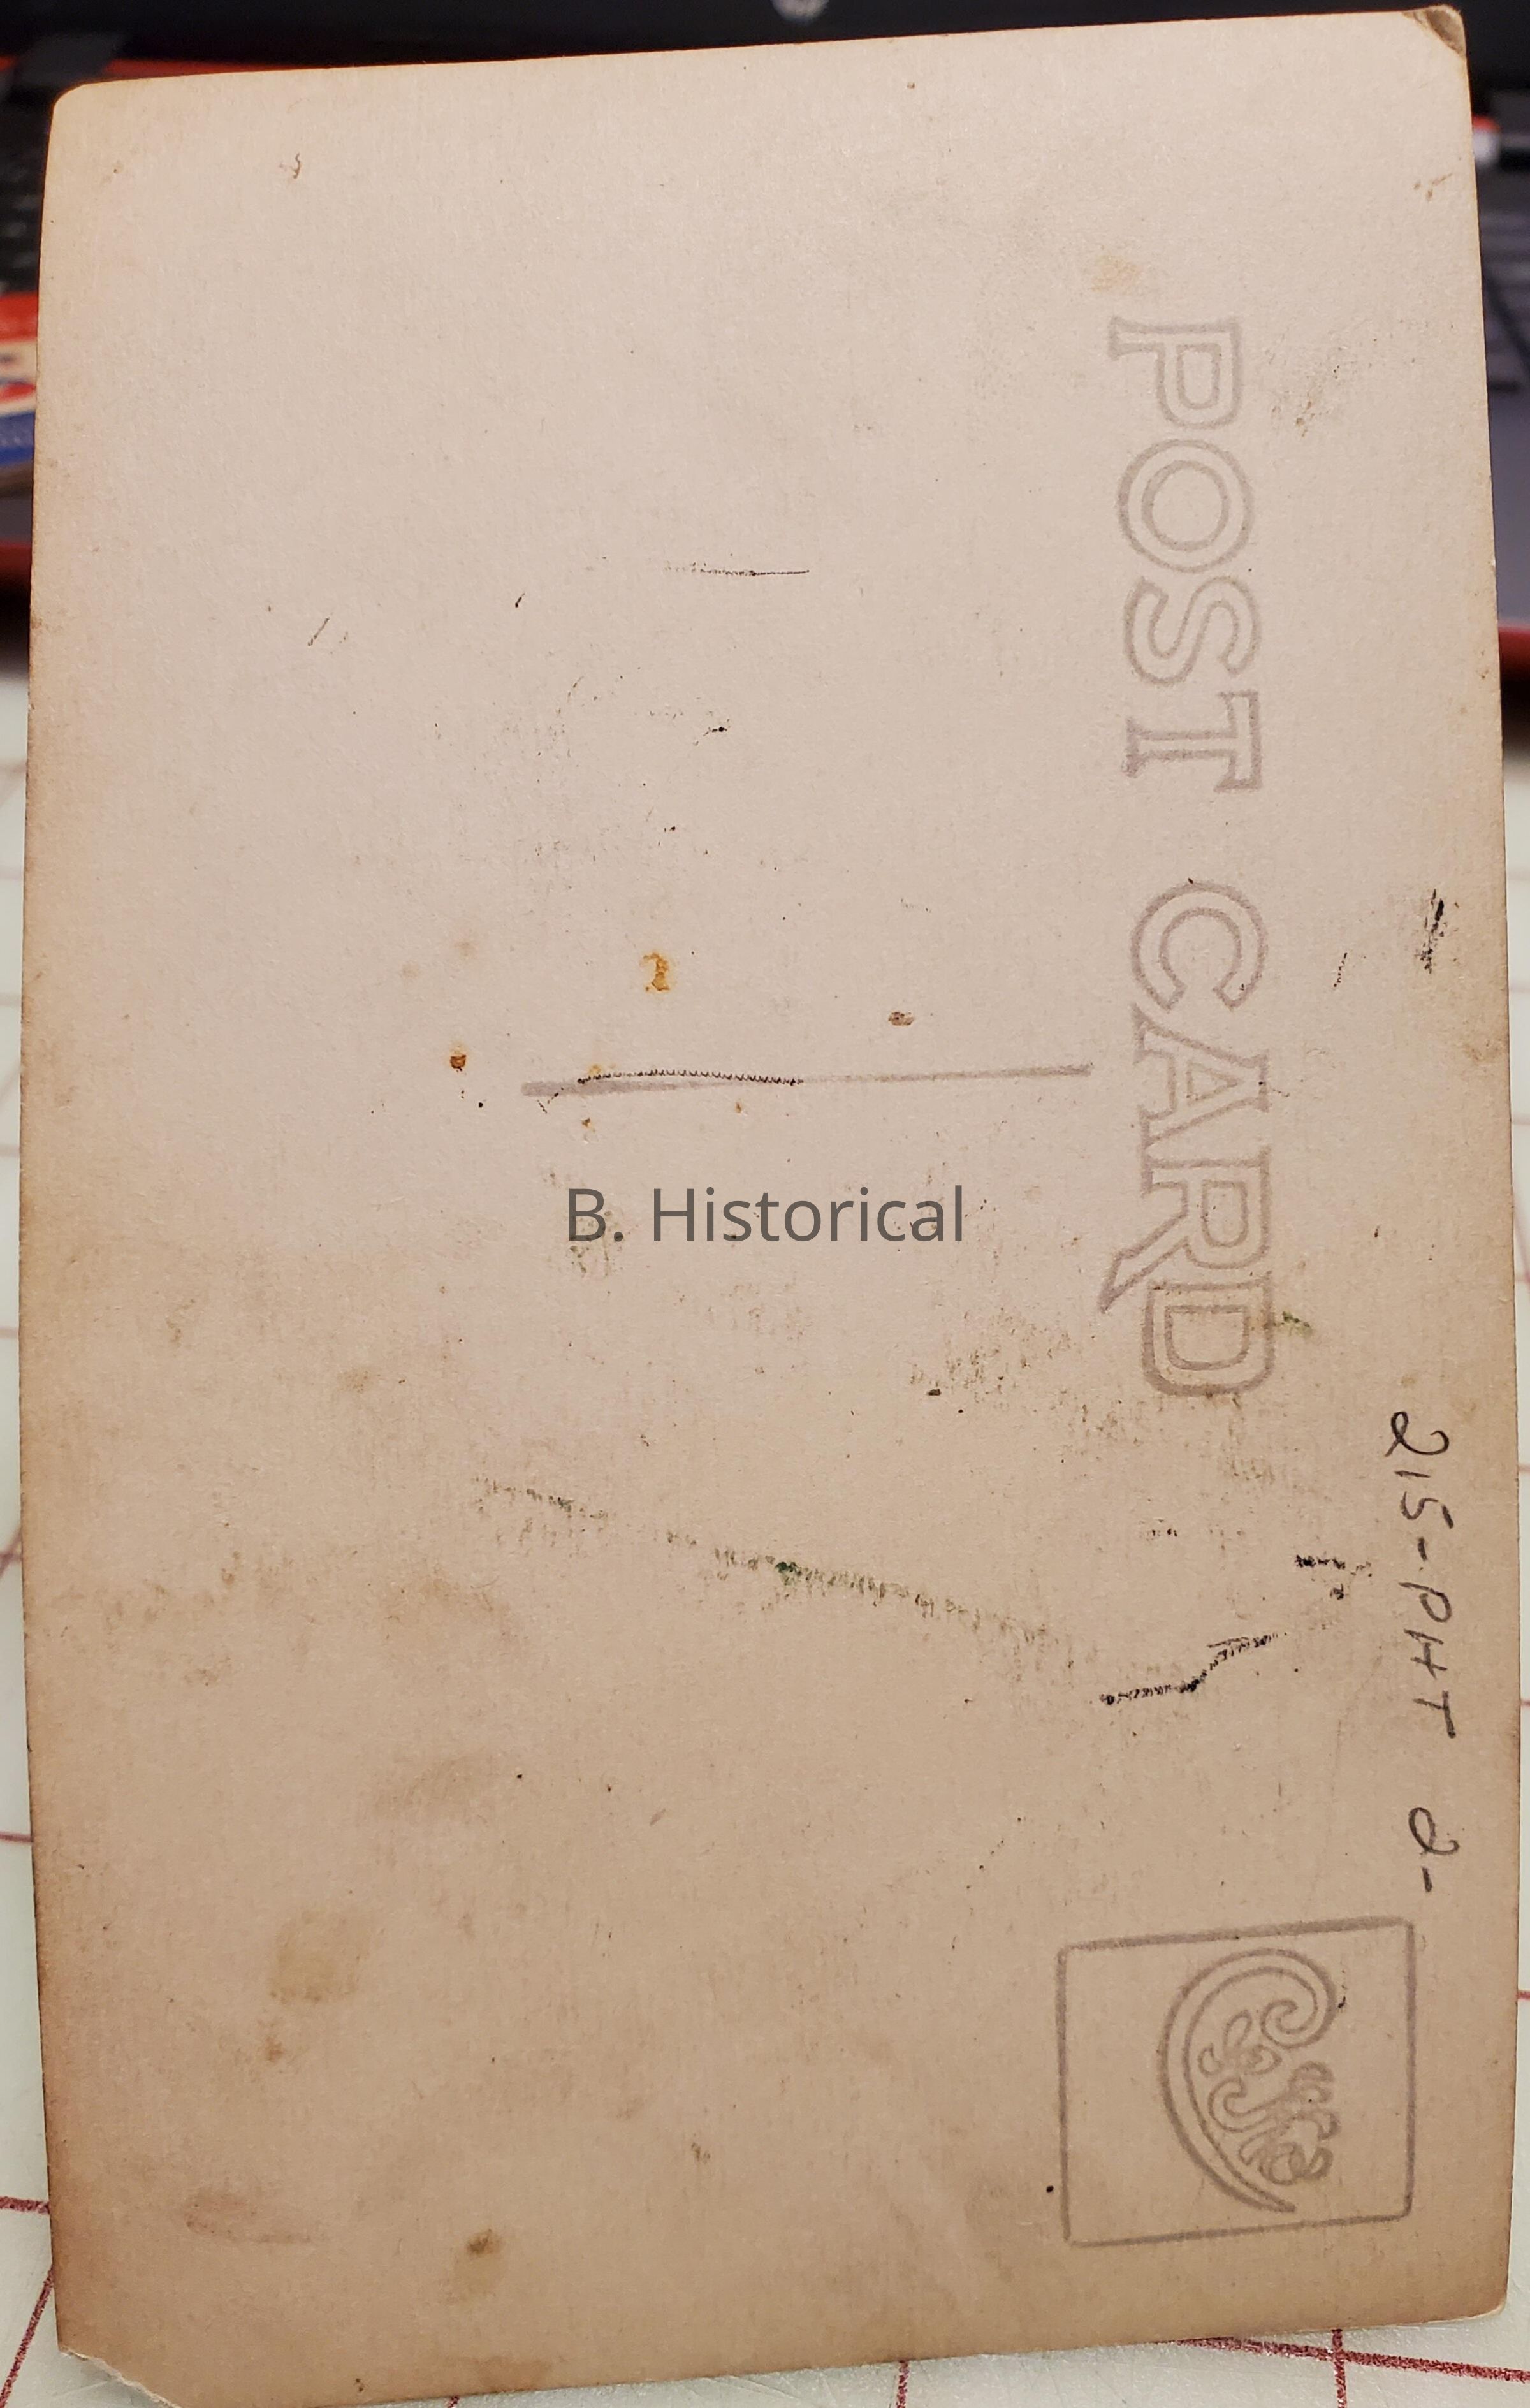 POST CARD
215-PHT 2-
B. Historical